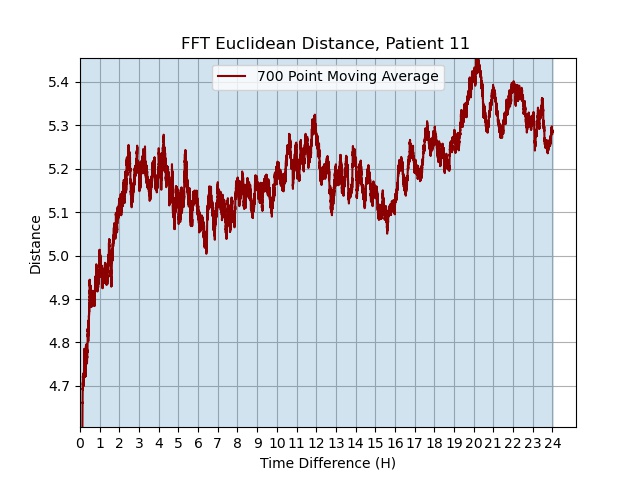 FFT Euclidean Distance, Patient 11
700 Point Moving Average
5.4
5.3
5.2
5.1
5.0
4.9
4.8
4.7
Distance
0 1 2 3 4 5 6 7 8 9 10 11 12 13 14 15 16 17 18 19 20 21 22 23 24
Time Difference (H)